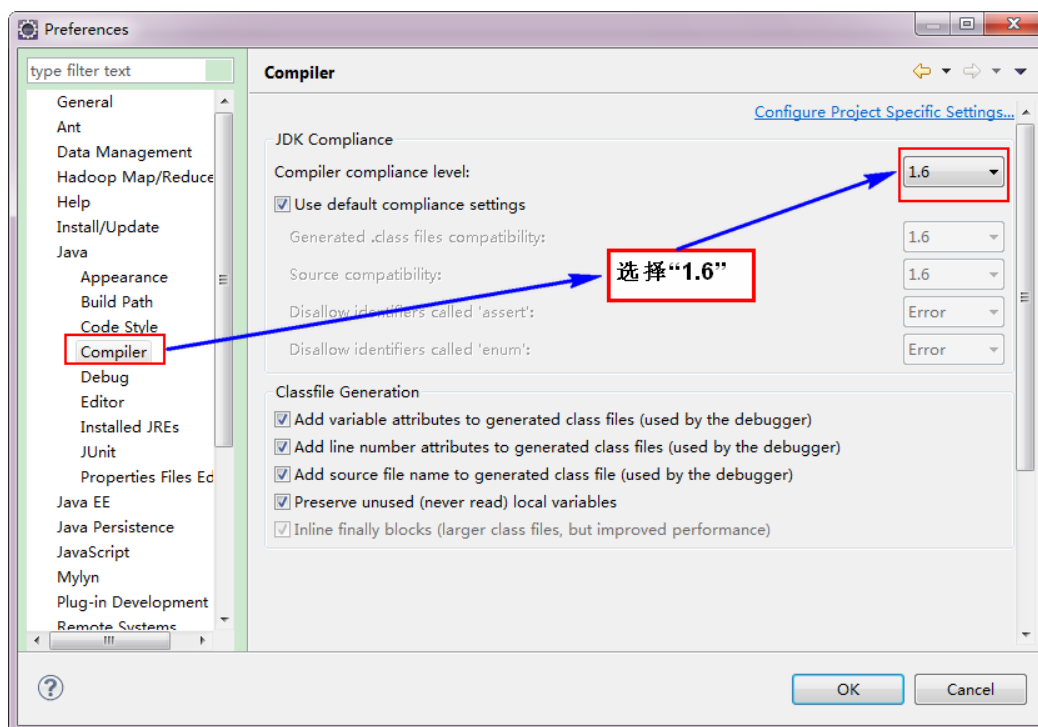 Preferences
type filter text
General
Ant
Data Management
Hadoop Map/Reduce
Help
Install/Update
Java
Appearance
Build Path
Code Style
Compiler
Debug
Editor
Installed JREs
JUnit
Properties Files Ed
Java EE
Java Persistence
JavaScript
Mylyn
Plug-in Development
Remote Systems
Compiler
Configure Project Specific Settings...
JDK Compliance
Compiler compliance level:
1.6
Use default compliance settings
Generated .class files compatibility:
1.6
Source compatibility:
1.6
选择“1.6”
Disallow identifiers called 'assert':
Error
Disallow identifiers called 'enum':
Error
Classfile Generation
Add variable attributes to generated class files (used by the debugger)
Add line number attributes to generated class files (used by the debugger)
Add source file name to generated class file (used by the debugger)
Preserve unused (never read) local variables
Inline finally blocks (larger class files, but improved performance)
OK
Cancel